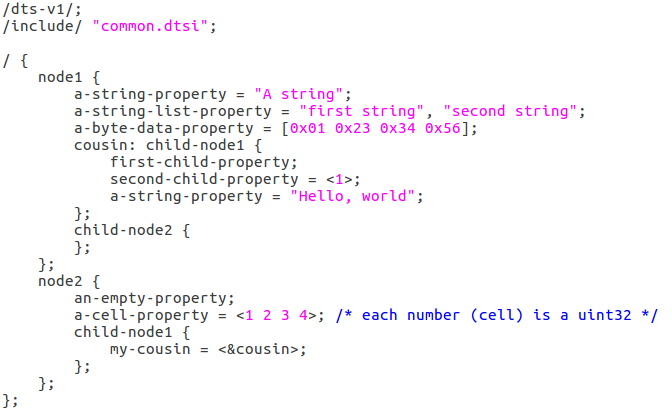 /dts-v1/;
/include/ "common.dtsi";

/ {
    node1 {
        a-string-property = "A string";
        a-string-list-property = "first string", "second string";
        a-byte-data-property = [0x01 0x23 0x34 0x56];
        cousin: child-node1 {
            first-child-property;
            second-child-property = <1>;
            a-string-property = "Hello, world";
        };
        child-node2 {
        };
    };
    node2 {
        an-empty-property;
        a-cell-property = <1 2 3 4>; /* each number (cell) is a uint32 */
        child-node1 {
            my-cousin = <&cousin>;
        };
    };
};